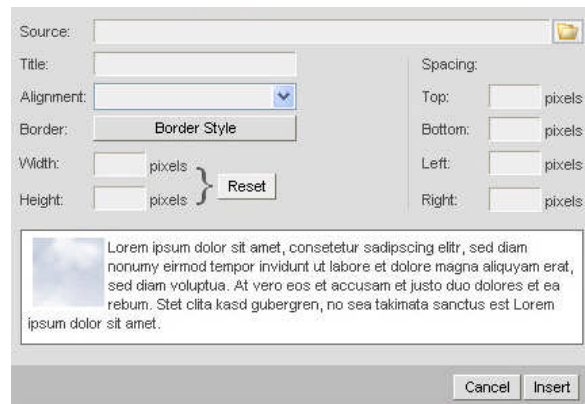 Source:
Title:
Spacing:
Alignment:
Top: pixels
Border: Border Style
Bottom: pixels
Width: pixels
Left: pixels
Reset
Height: pixels
Right: pixels
Lorem ipsum dolor sit amet, consetetur sadipscing elitr, sed diam
nonumy eirmod tempor invidunt ut labore et dolore magna aliquyam erat,
sed diam voluptua. At vero eos et accusam et justo duo dolores et ea
rebum. Stet clita kasd gubergren, no sea takimata sanctus est Lorem
ipsum dolor sit amet.
Cancel Insert